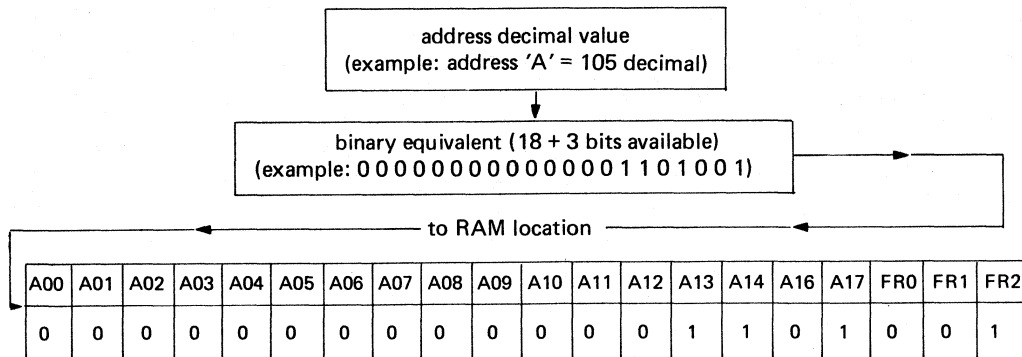 address decimal value
(example: address 'A' = 105 decimal)
binary equivalent (18 + 3 bits available)
(example: 0 0 0 0 0 0 0 0 0 0 0 0 0 0 1 1 0 1 0 0 1)
to RAM location
A00 A01 A02 A03 A04 A05 A06 A07 A08 A09 A10 A11 A12 A13 A14 A16 A17 FR0 FR1 FR2
0 0 0 0 0 0 0 0 0 0 0 0 0 1 1 0 1 0 0 1